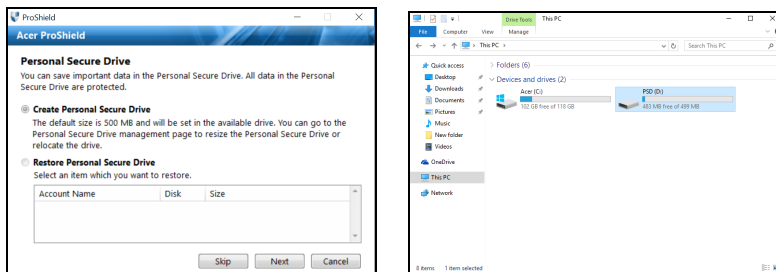 ProShield
Acer ProShield
Personal Secure Drive
You can save important data in the Personal Secure Drive. All data in the Personal
Secure Drive are protected.
Create Personal Secure Drive
The default size is 500 MB and will be set in the available drive. You can go to the
Personal Secure Drive management page to resize the Personal Secure Drive or
relocate the drive.
Restore Personal Secure Drive
Select an item which you want to restore.
Account Name Disk Size
Skip Next Cancel
Drive Tools This PC
File Computer View Manage
This PC
Search This PC
Quick access
Desktop
Downloads
Documents
Pictures
Music
New folder
Videos
OneDrive
This PC
Network
Folders (6)
Devices and drives (2)
Acer (C:)
102 GB free of 118 GB
PSD (D:)
483 MB free of 499 MB
8 items 1 item selected